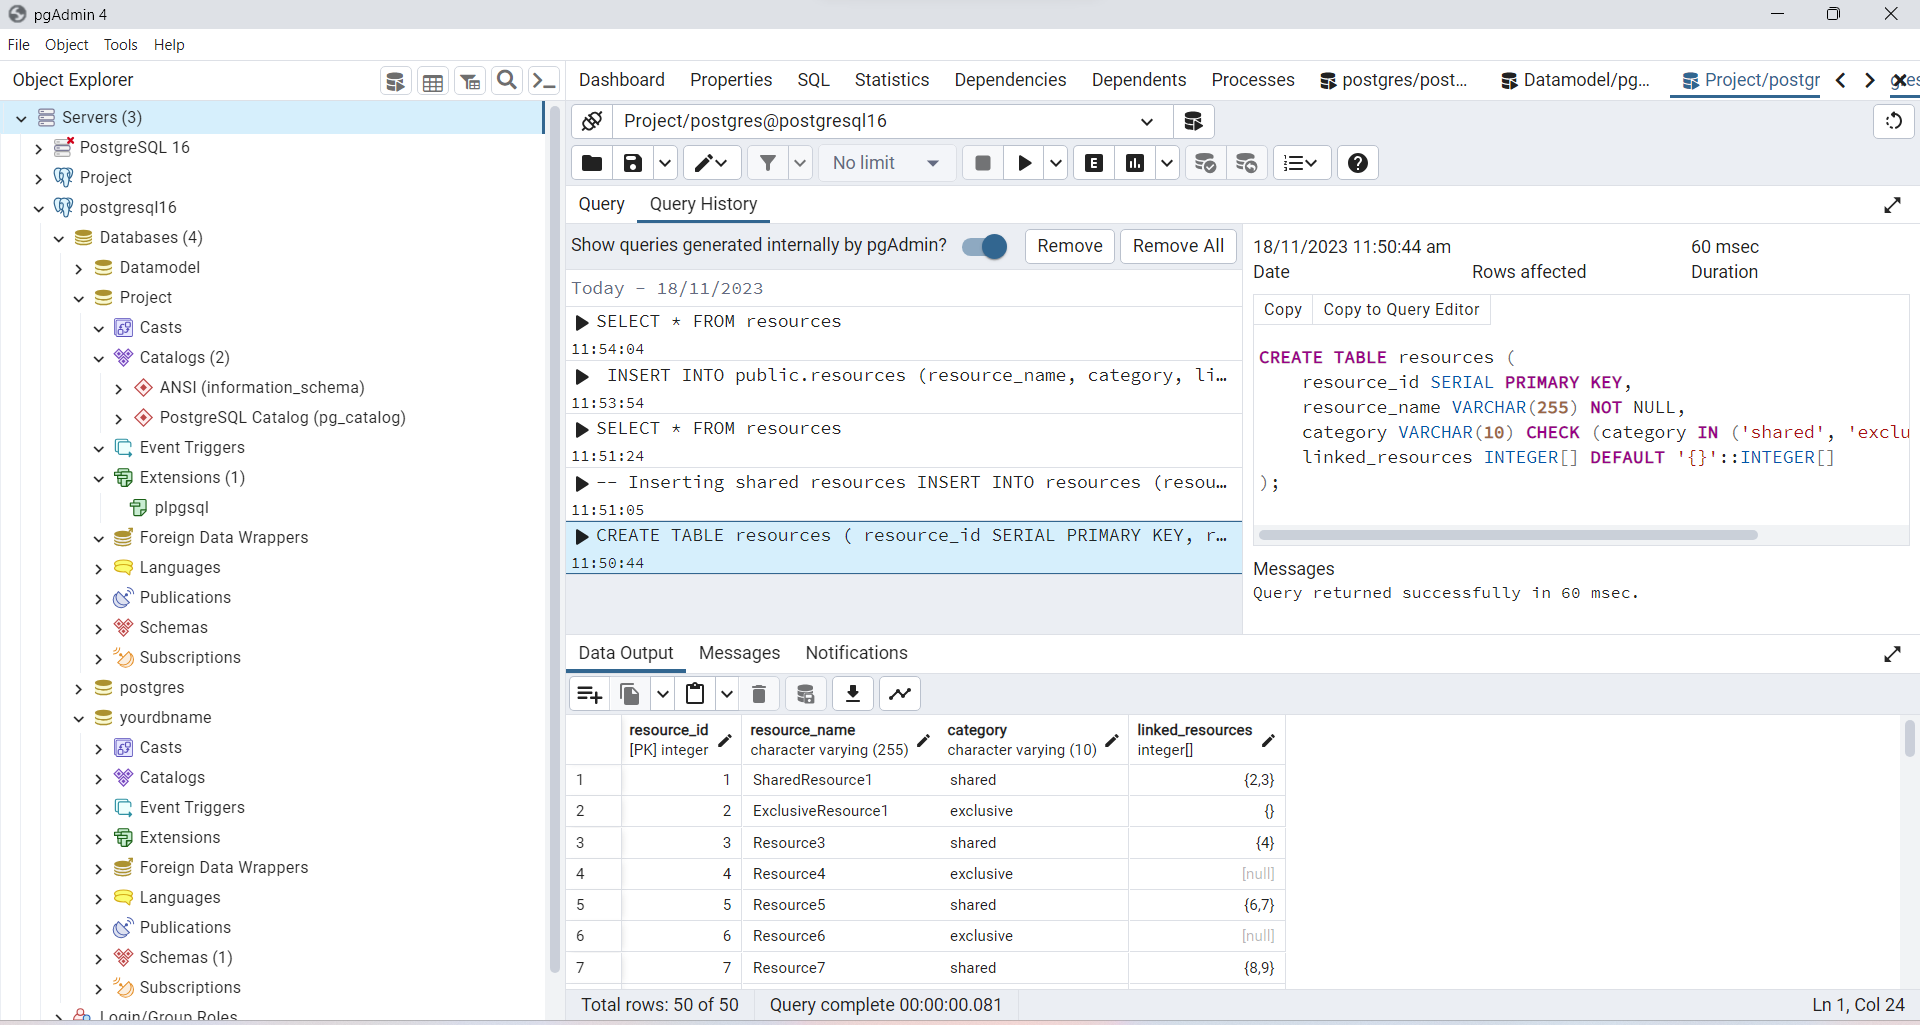 pgAdmin 4
File Object Tools Help
Object Explorer
Servers (3)
PostgreSQL 16
Project
postgresql16
Databases (4)
Datamodel
Project
Casts
Catalogs (2)
ANSI (information_schema)
PostgreSQL Catalog (pg_catalog)
Event Triggers
Extensions (1)
plpgsql
Foreign Data Wrappers
Languages
Publications
Schemas
Subscriptions
postgres
yourdbname
Casts
Catalogs
Event Triggers
Extensions
Foreign Data Wrappers
Languages
Publications
Schemas (1)
Subscriptions
Login/Group Roles
Dashboard Properties SQL Statistics Dependencies Dependents Processes postgres/post... Datamodel/pg... Project/postgr
Project/postgres@postgresql16
No limit
Query Query History
Show queries generated internally by pgAdmin? Remove Remove All
Today - 18/11/2023
SELECT * FROM resources
11:54:04
INSERT INTO public.resources (resource_name, category, li...
11:53:54
SELECT * FROM resources
11:51:24
-- Inserting shared resources INSERT INTO resources (resou...
11:51:05
CREATE TABLE resources ( resource_id SERIAL PRIMARY KEY, r...
11:50:44
18/11/2023 11:50:44 am 60 msec
Date Rows affected Duration
Copy Copy to Query Editor
CREATE TABLE resources (
resource_id SERIAL PRIMARY KEY,
resource_name VARCHAR(255) NOT NULL,
category VARCHAR(10) CHECK (category IN ('shared', 'exclu
linked_resources INTEGER[] DEFAULT '{}'::INTEGER[]
);
Messages
Query returned successfully in 60 msec.
Data Output Messages Notifications
resource_id resource_name category linked_resources
[PK] integer character varying (255) character varying (10) integer[]
1 1 SharedResource1 shared {2,3}
2 2 ExclusiveResource1 exclusive {}
3 3 Resource3 shared {4}
4 4 Resource4 exclusive [null]
5 5 Resource5 shared {6,7}
6 6 Resource6 exclusive [null]
7 7 Resource7 shared {8,9}
Total rows: 50 of 50 Query complete 00:00:00.081 Ln 1, Col 24